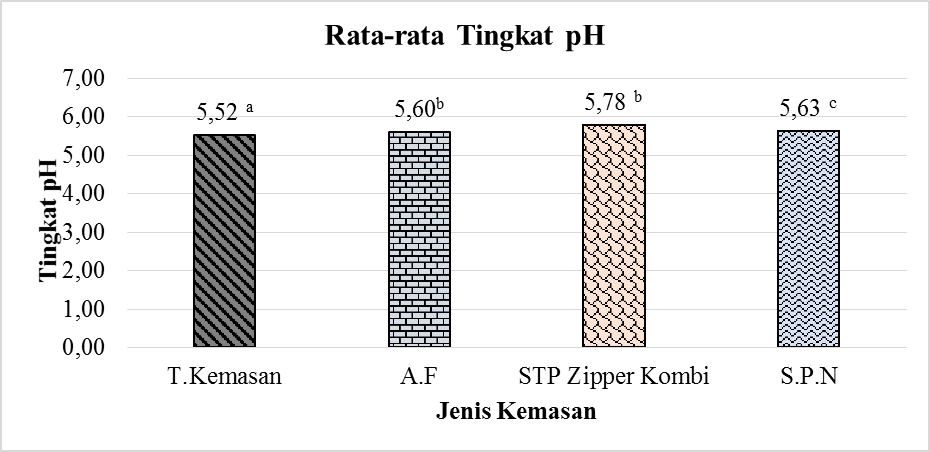 Rata-rata Tingkat pH
Tingkat pH
7,00
6,00
5,00
4,00
3,00
2,00
1,00
0,00
5,52 a
5,60b
5,78 b
5,63 c
T.Kemasan
A.F
STP Zipper Kombi
S.P.N
Jenis Kemasan